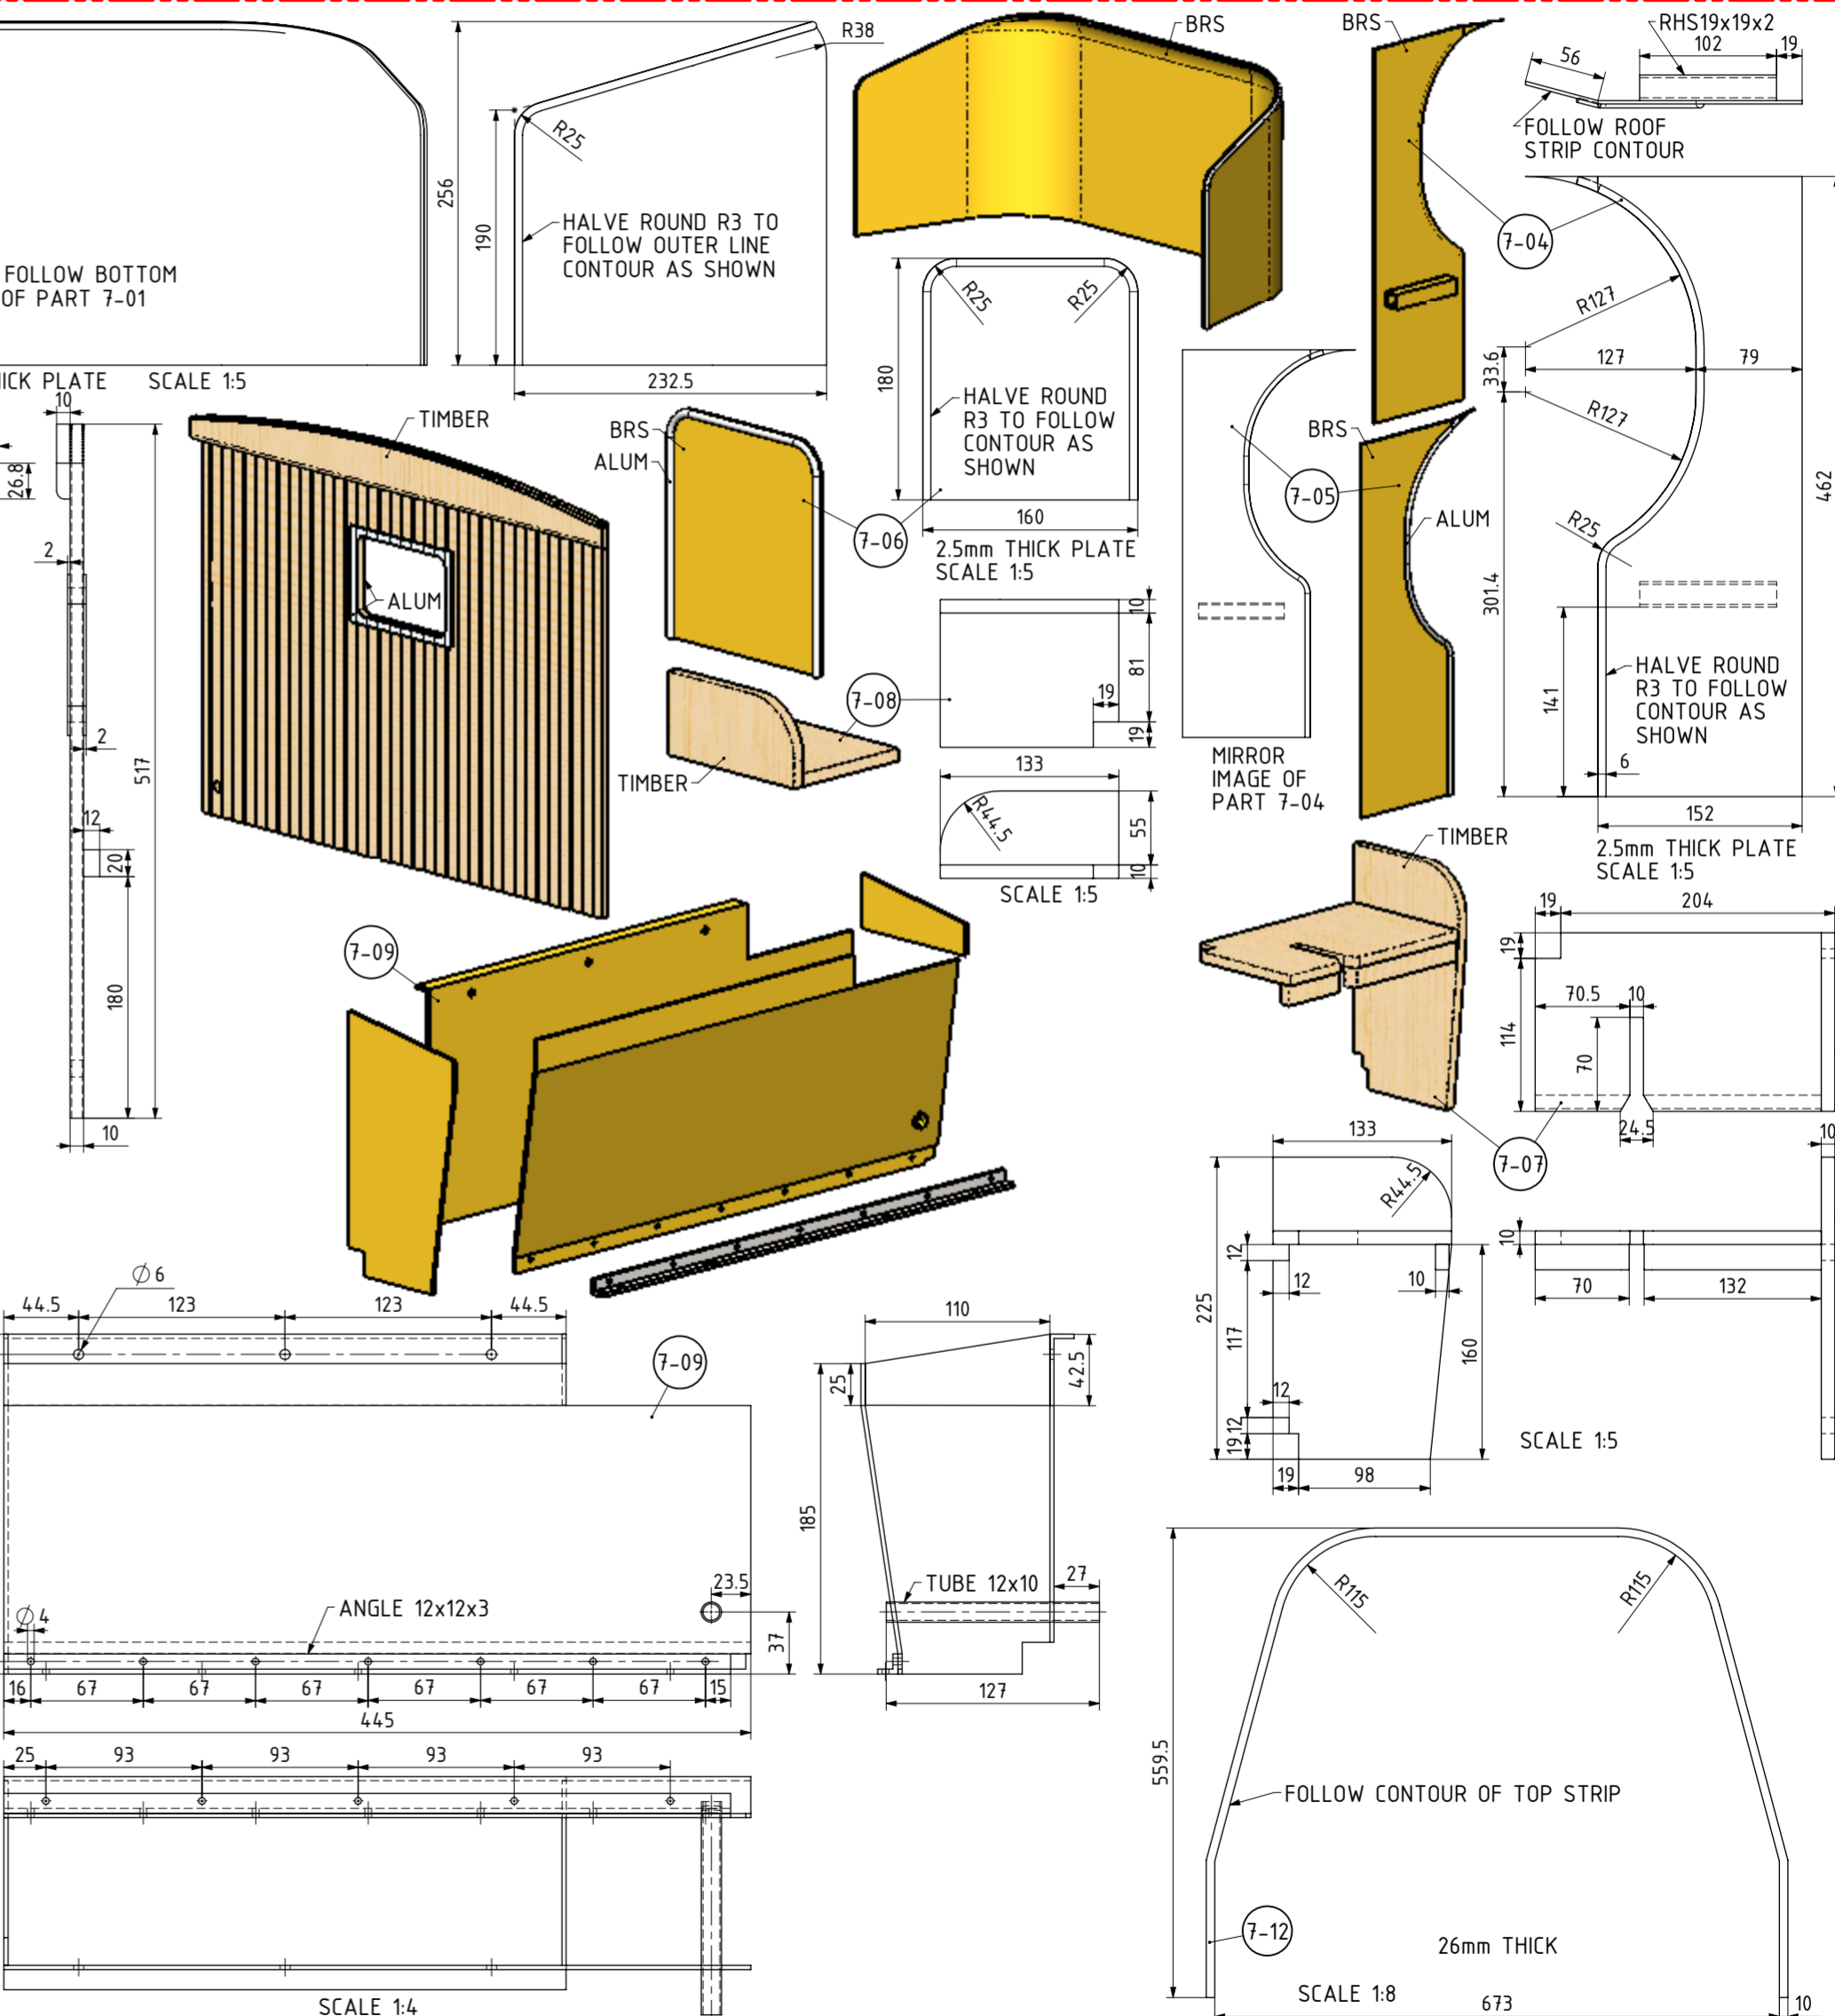 256
190
R25
R38
HALVE ROUND R3 TO
FOLLOW OUTER LINE
CONTOUR AS SHOWN
232.5
FOLLOW BOTTOM
OF PART 7-01
HICK PLATE SCALE 1:5
BRS
BRS
RHS19x19x2
102
19
56
FOLLOW ROOF
STRIP CONTOUR
7-04
R127
127
79
33.6
R127
462
R25
301.4
141
HALVE ROUND
R3 TO FOLLOW
CONTOUR AS
SHOWN
6
152
2.5mm THICK PLATE
SCALE 1:5
R25
R25
180
HALVE ROUND
R3 TO FOLLOW
CONTOUR AS
SHOWN
160
2.5mm THICK PLATE
SCALE 1:5
7-06
BRS
ALUM
BRS
7-05
ALUM
MIRROR
IMAGE OF
PART 7-04
10
26.8
2
2
517
12
20
180
10
TIMBER
ALUM
7-08
TIMBER
10
81
19
19
133
R44.5
55
10
SCALE 1:5
7-09
TIMBER
19
204
19
70.5
10
114
70
24.5
7-07
133
10
R44.5
12
12
10
10
225
117
160
70
132
12
12
19
19
98
SCALE 1:5
Ø6
44.5
123
123
44.5
7-09
23.5
ANGLE 12x12x3
Ø4
37
16
67
67
67
67
67
67
15
445
110
25
42.5
185
TUBE 12x10
27
127
25
93
93
93
93
SCALE 1:4
R115
R115
559.5
FOLLOW CONTOUR OF TOP STRIP
7-12
26mm THICK
SCALE 1:8
673
10